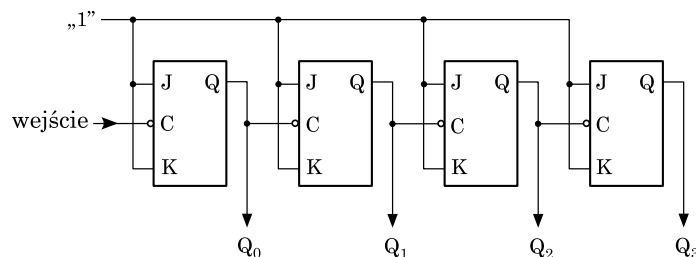 „1”
J Q J Q J Q J Q
wejście C C C C
K K K K
Q₀ Q₁ Q₂ Q₃